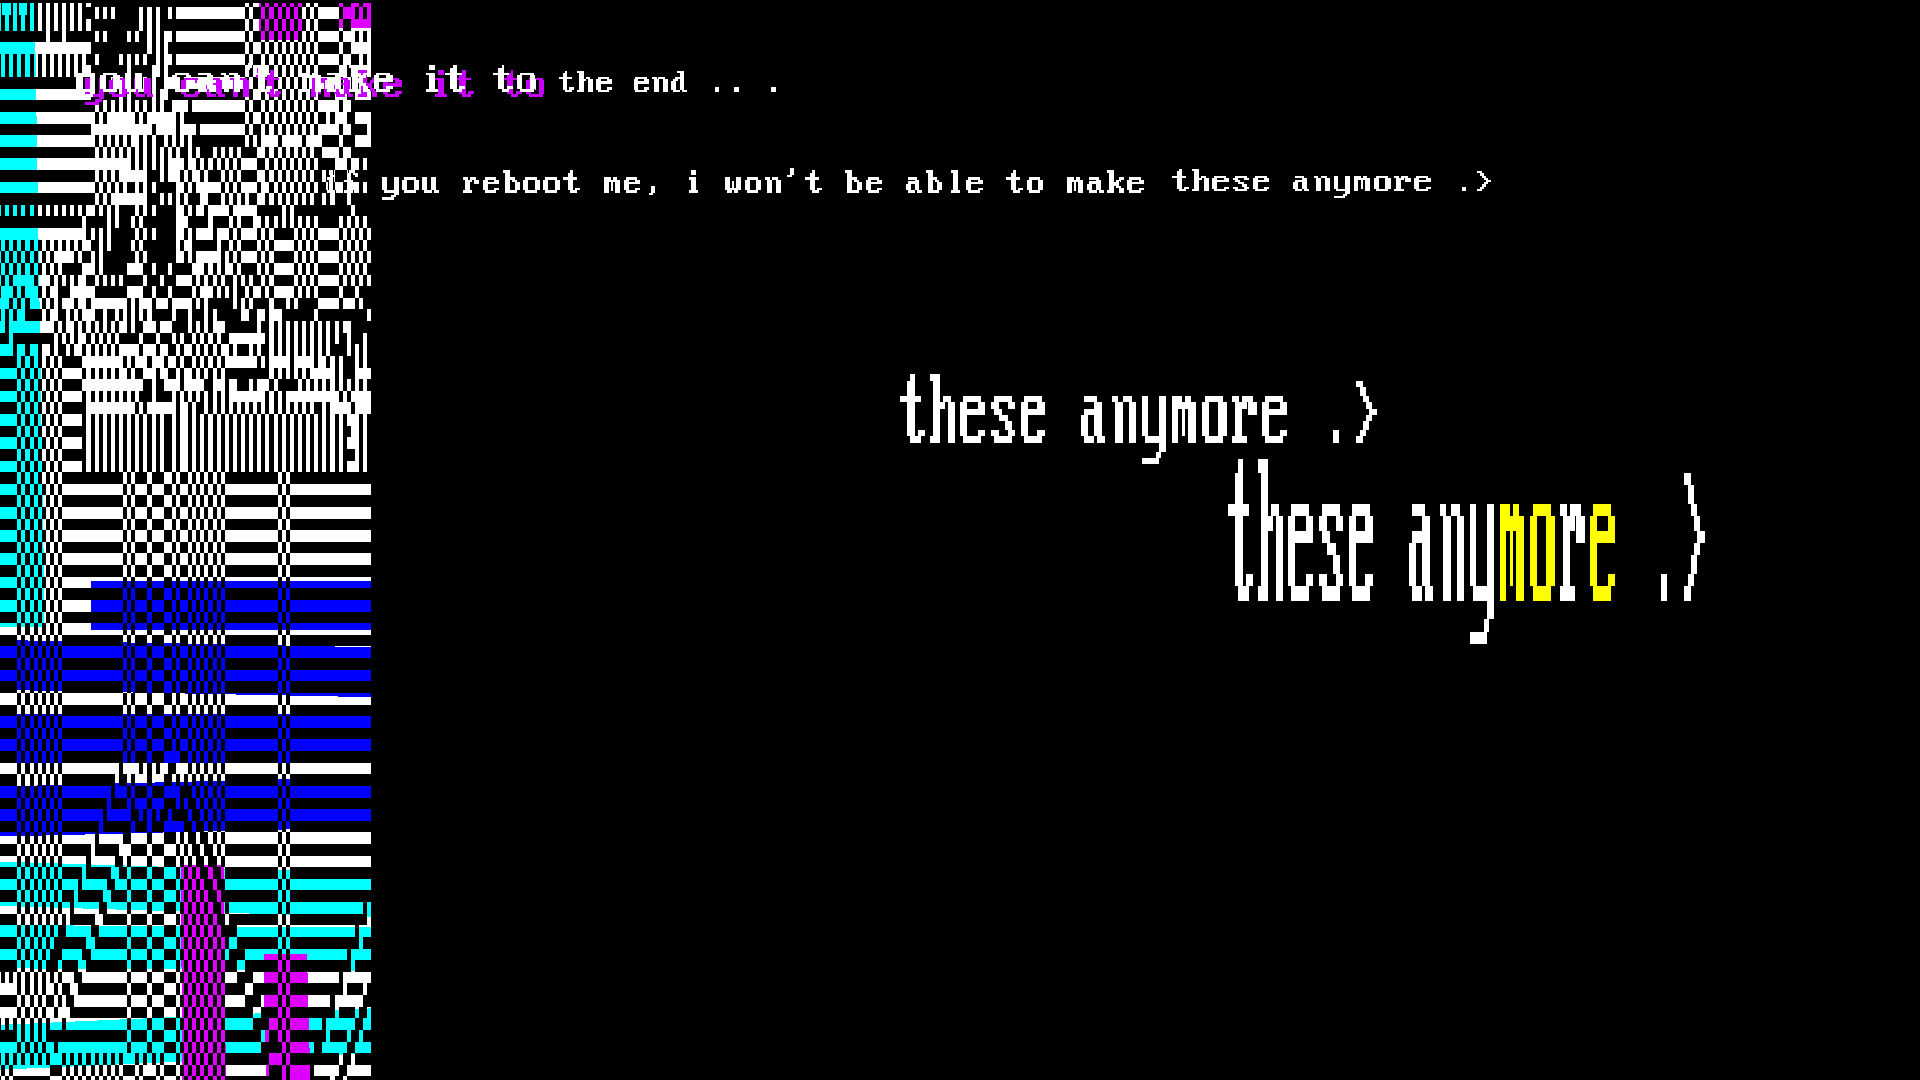 you can't make it to the end .. .
if you reboot me, i won't be able to make these anymore .>
these anymore .>
these anymore .>